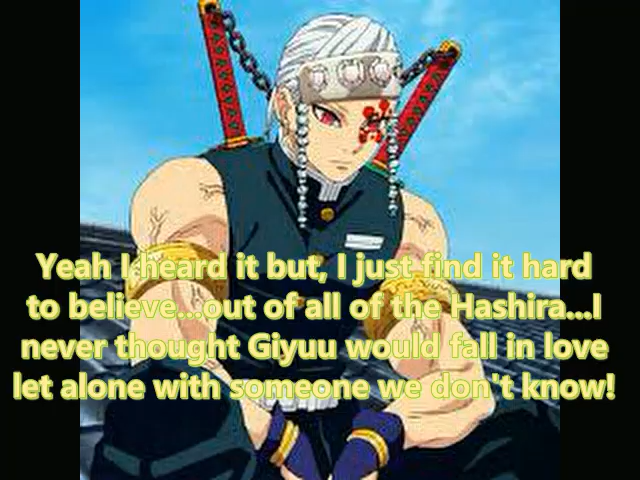 Yeah I heard it but, I just find it hard
to believe...out of all of the Hashira...I
never thought Giyuu would fall in love
let alone with someone we don't know!